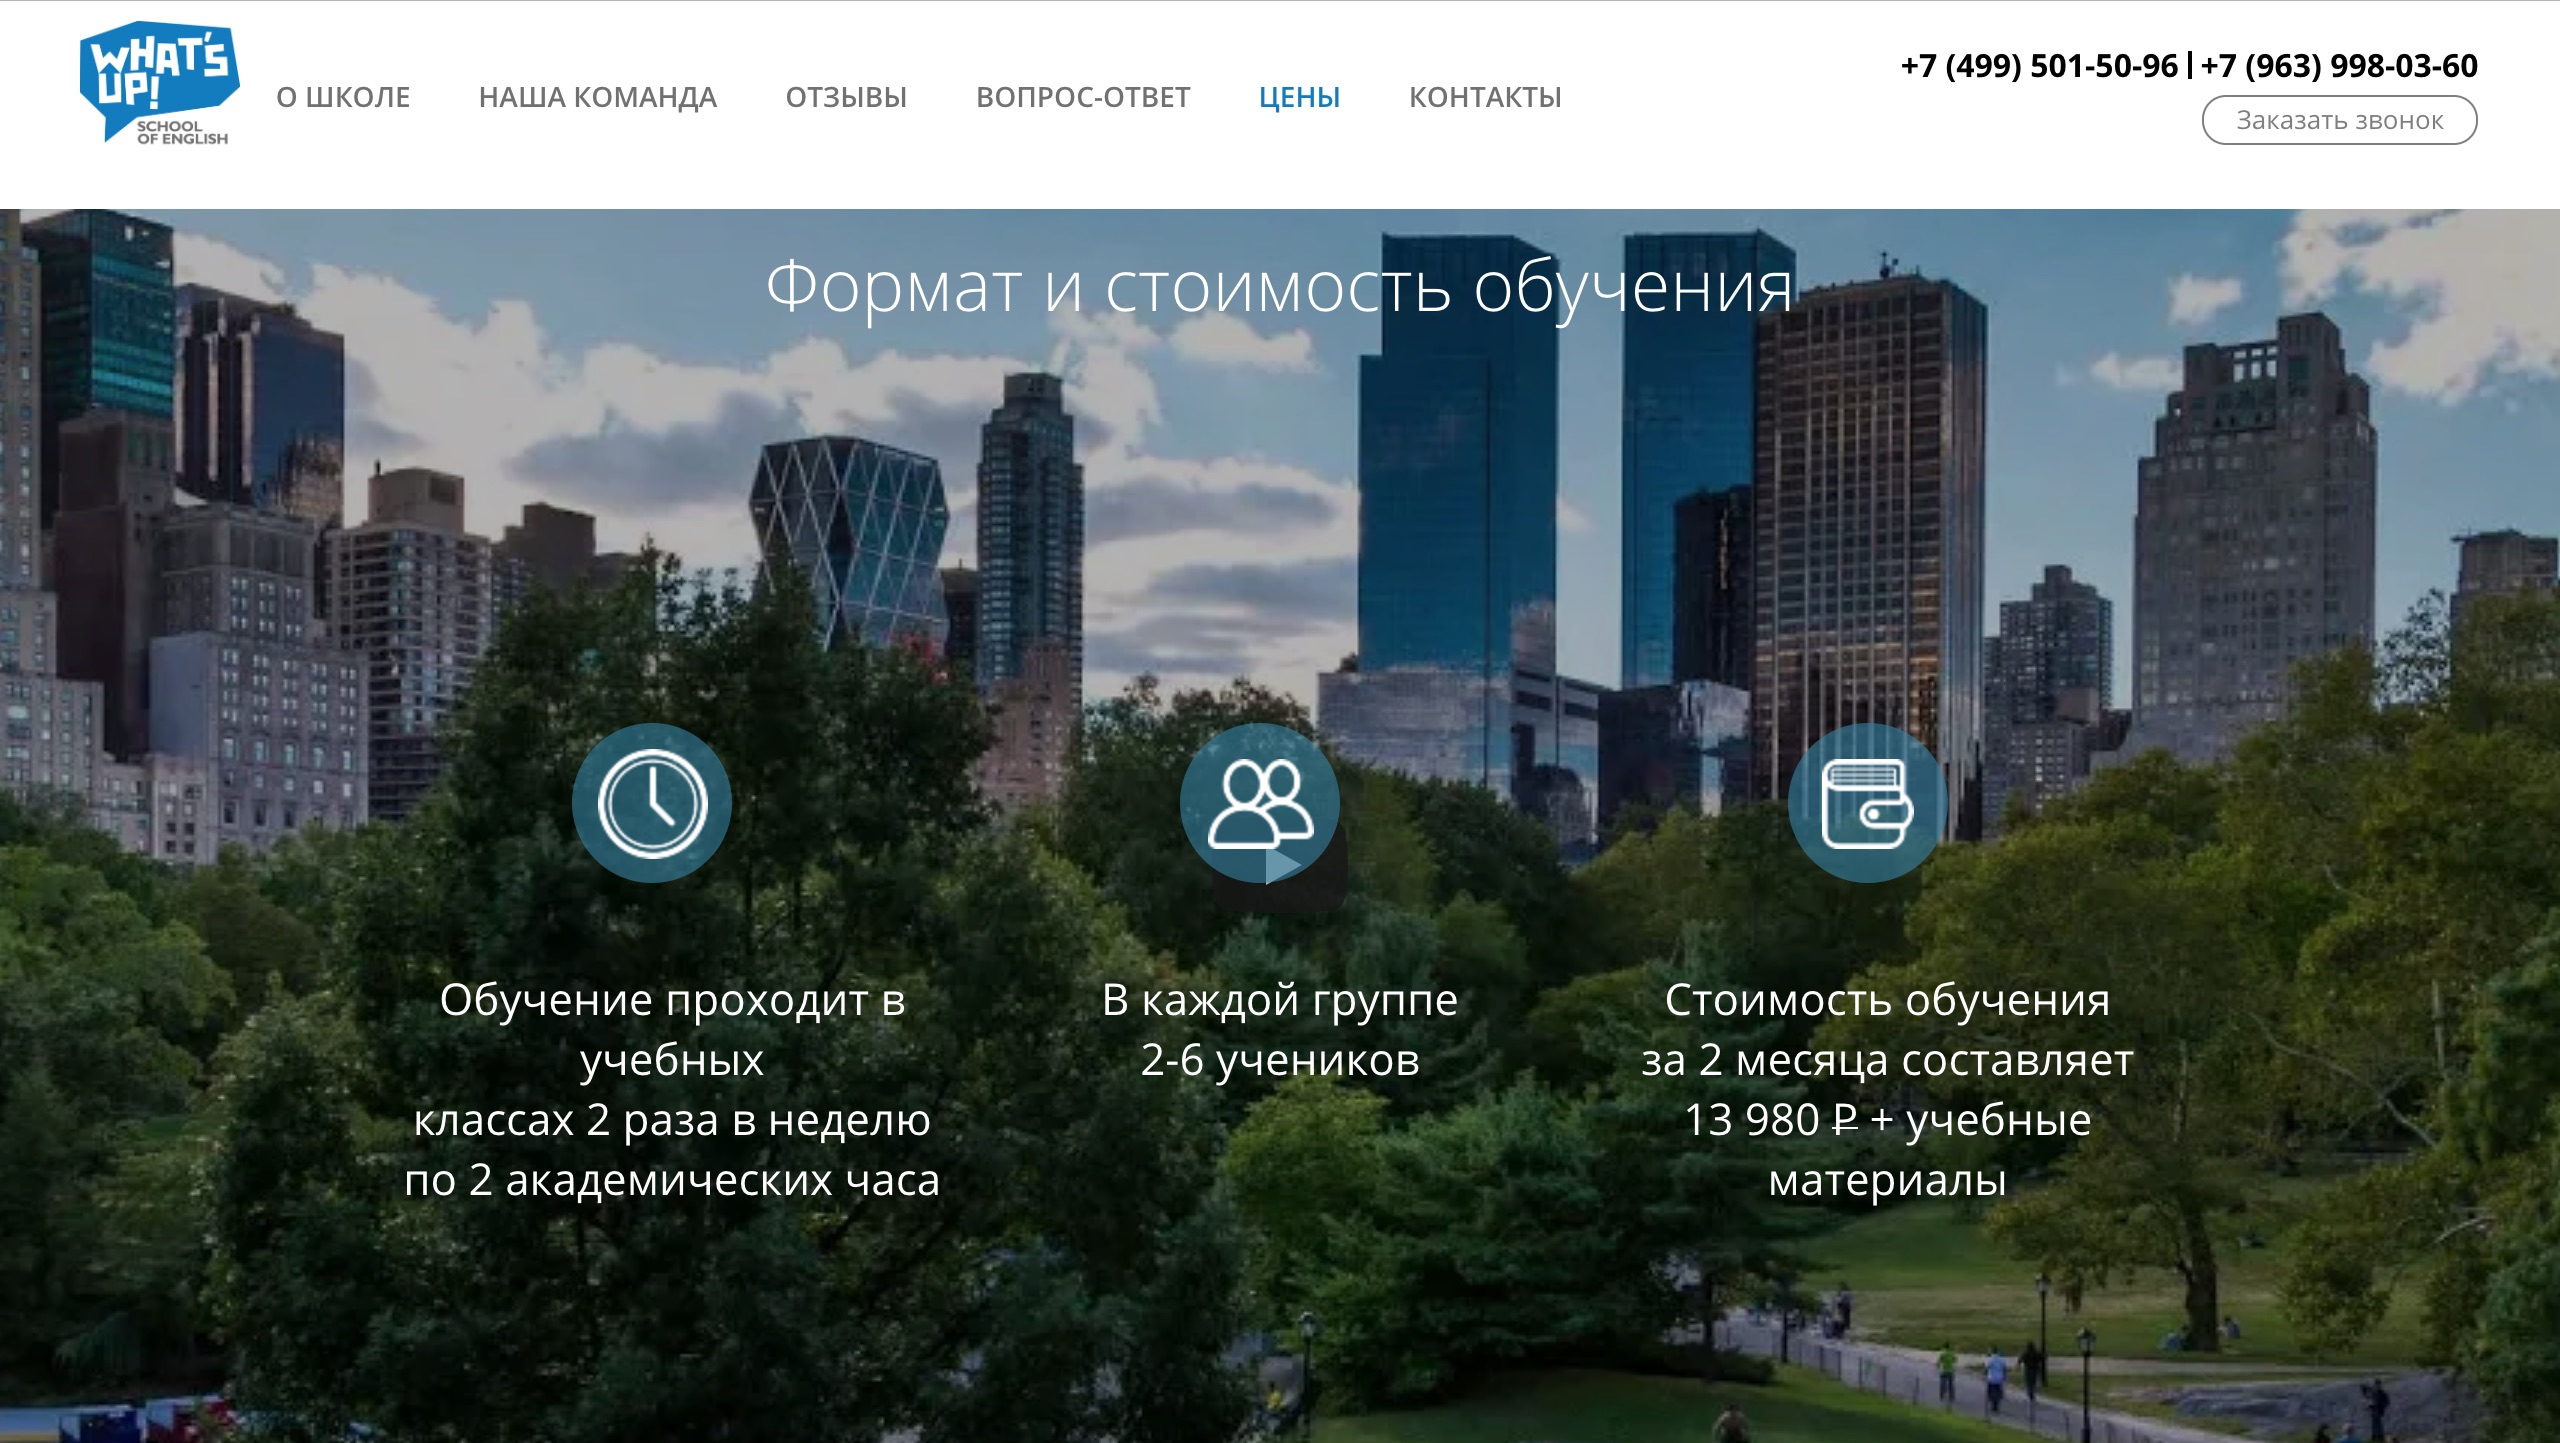 WHAT'S
UP!
SCHOOL
OF ENGLISH
О ШКОЛЕ
НАША КОМАНДА
ОТЗЫВЫ
ВОПРОС-ОТВЕТ
ЦЕНЫ
КОНТАКТЫ
+7 (499) 501-50-96 | +7 (963) 998-03-60
Заказать звонок
Формат и стоимость обучения
Обучение проходит в
учебных
классах 2 раза в неделю
по 2 академических часа
В каждой группе
2-6 учеников
Стоимость обучения
за 2 месяца составляет
13 980 ₽ + учебные
материалы